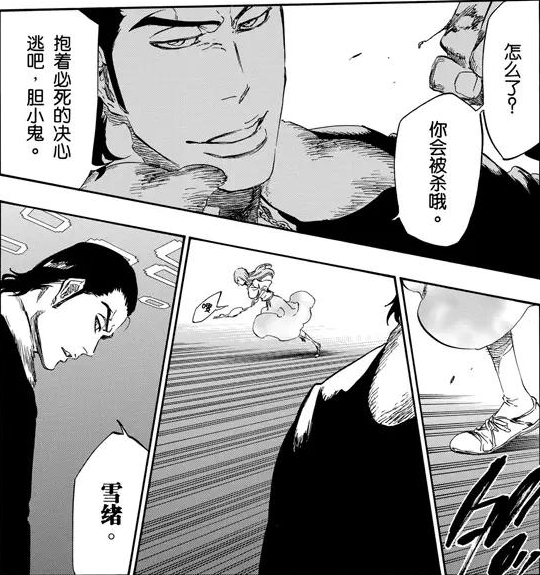 怎么了？
你会被杀哦。
抱着必死的决心
逃吧，胆小鬼。
雪绪。